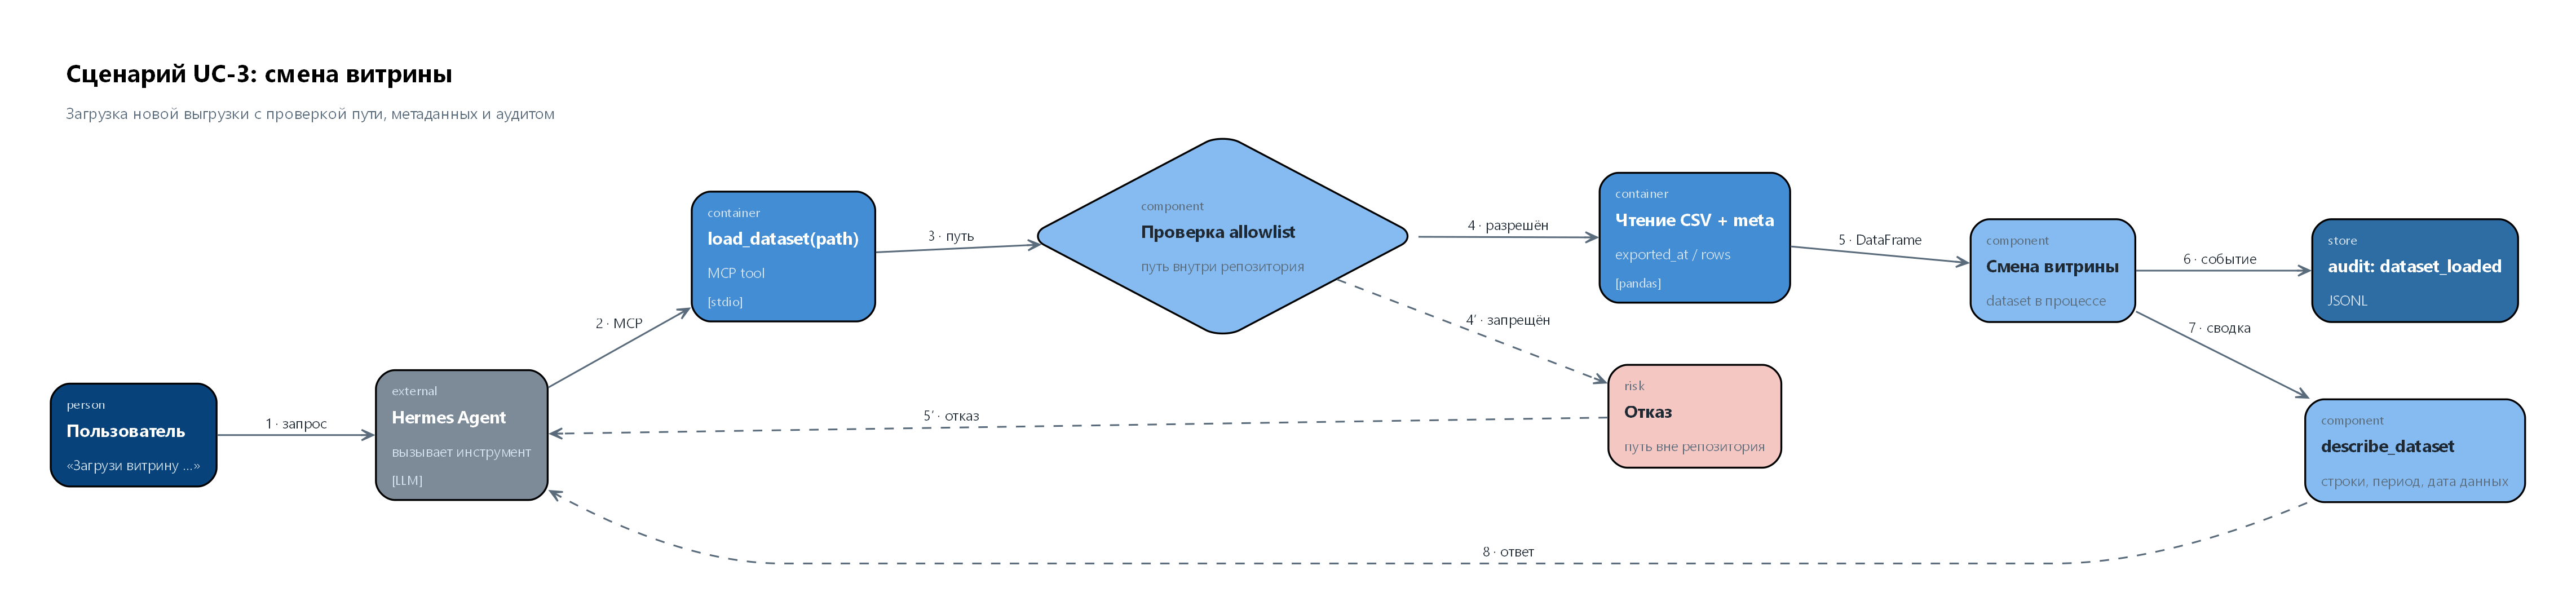 Сценарий UC-3: смена витрины
Загрузка новой выгрузки с проверкой пути, метаданных и аудитом
person
Пользователь
«Загрузи витрину ...»
1 · запрос
external
Hermes Agent
вызывает инструмент
[LLM]
2 · MCP
container
load_dataset(path)
MCP tool
[stdio]
3 · путь
component
Проверка allowlist
путь внутри репозитория
4 · разрешён
4' · запрещён
container
Чтение CSV + meta
exported_at / rows
[pandas]
risk
Отказ
путь вне репозитория
5' · отказ
5 · DataFrame
component
Смена витрины
dataset в процессе
6 · событие
7 · сводка
store
audit: dataset_loaded
JSONL
component
describe_dataset
строки, период, дата данных
8 · ответ